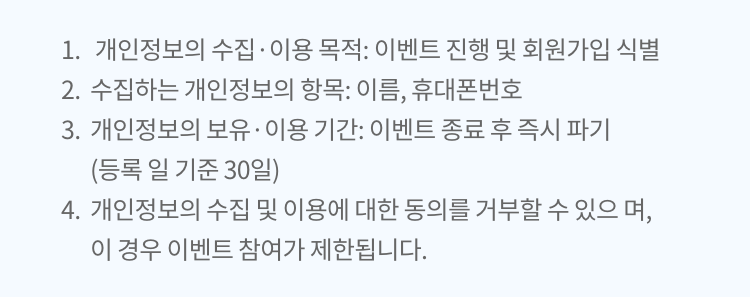 1. 개인정보의 수집·이용 목적: 이벤트 진행 및 회원가입 식별
2. 수집하는 개인정보의 항목: 이름, 휴대폰번호
3. 개인정보의 보유·이용 기간: 이벤트 종료 후 즉시 파기
(등록 일 기준 30일)
4. 개인정보의 수집 및 이용에 대한 동의를 거부할 수 있으 며,
이 경우 이벤트 참여가 제한됩니다.